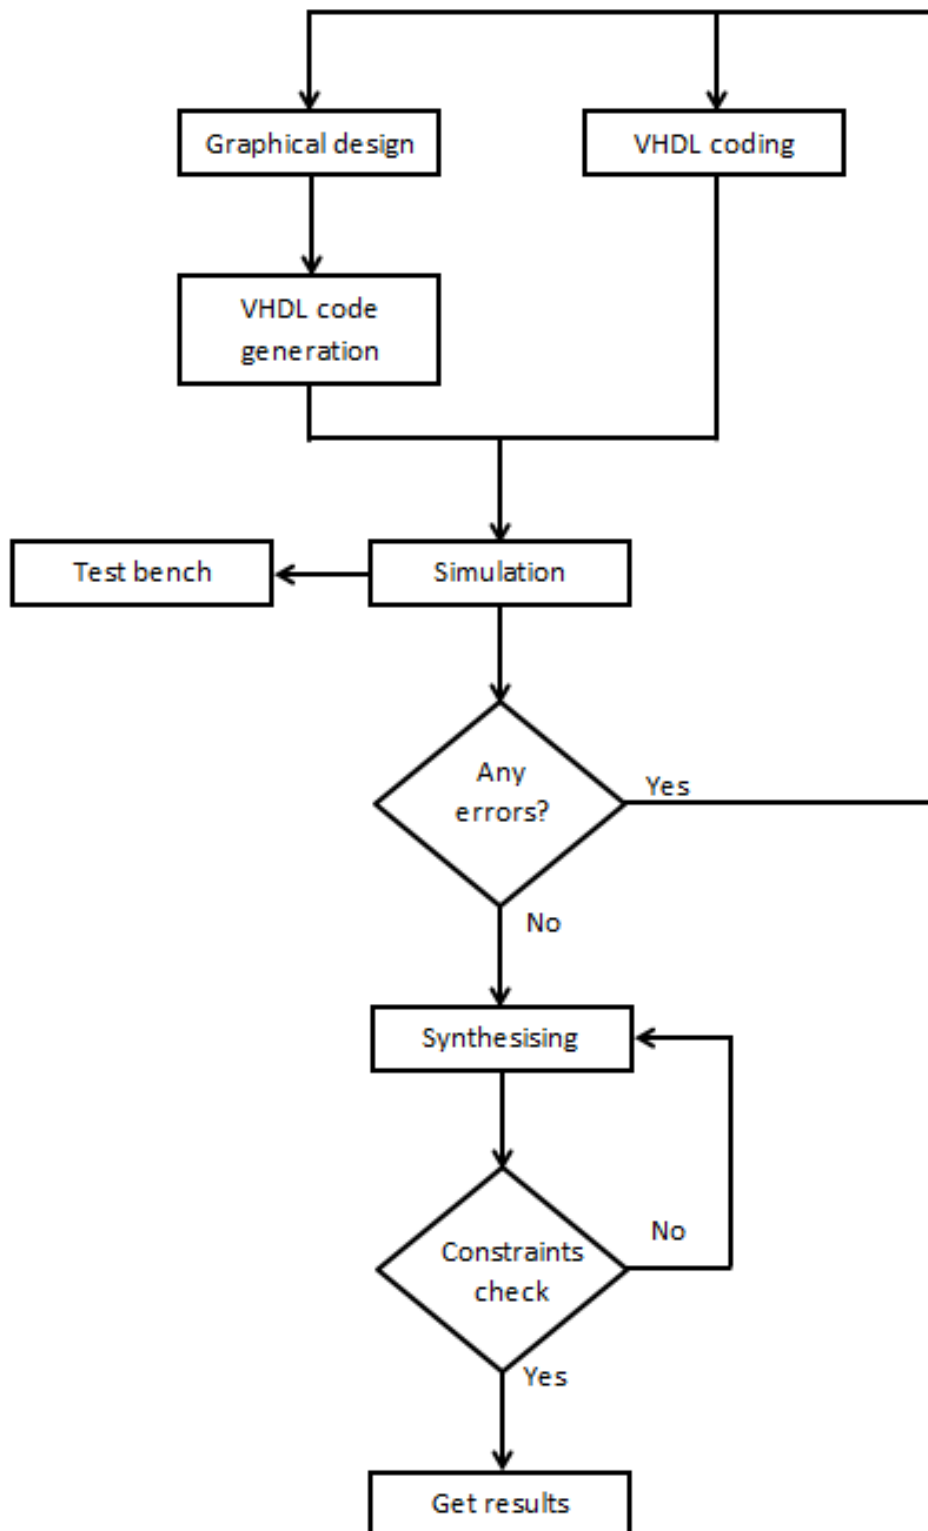 Graphical design
VHDL coding
VHDL code
generation
Test bench
Simulation
Any
errors?
Yes
No
Synthesising
No
Constraints
check
Yes
Get results